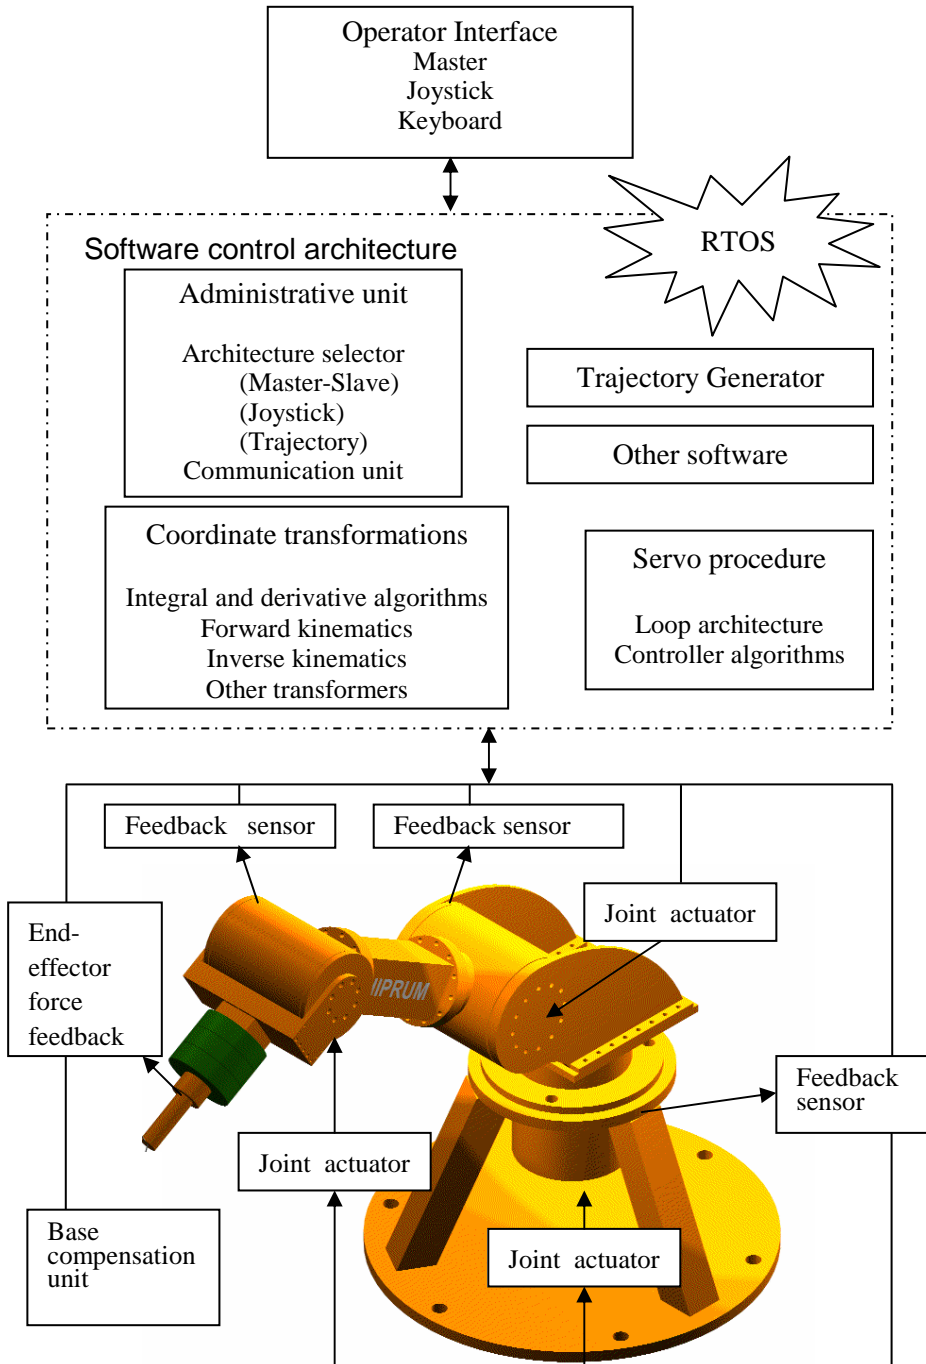 Operator Interface
Master
Joystick
Keyboard
RTOS
Software control architecture
Administrative unit
Architecture selector
(Master-Slave)
(Joystick)
(Trajectory)
Communication unit
Trajectory Generator
Other software
Coordinate transformations
Integral and derivative algorithms
Forward kinematics
Inverse kinematics
Other transformers
Servo procedure
Loop architecture
Controller algorithms
Feedback sensor
Feedback sensor
Joint actuator
End-
effector
force
feedback
IIPRUM
Feedback
sensor
Joint actuator
Base
compensation
unit
Joint actuator